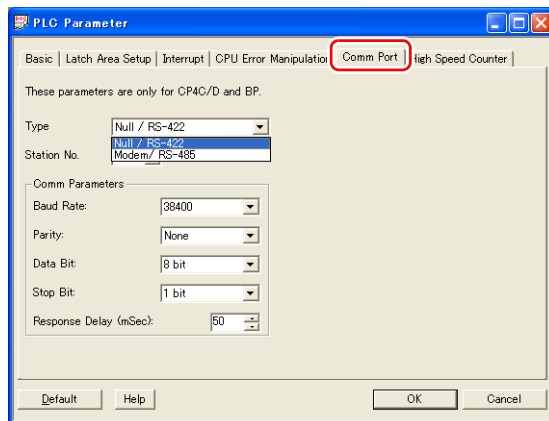 PLC Parameter
Basic | Latch Area Setup | Interrupt | CPU Error Manipulation | Comm Port | High Speed Counter
These parameters are only for CP4C/D and BP.
Type Null / RS-422
Null / RS-422
Modem/ RS-485
Station No.
Comm Parameters
Baud Rate: 38400
Parity: None
Data Bit: 8 bit
Stop Bit: 1 bit
Response Delay (mSec): 50
Default Help OK Cancel